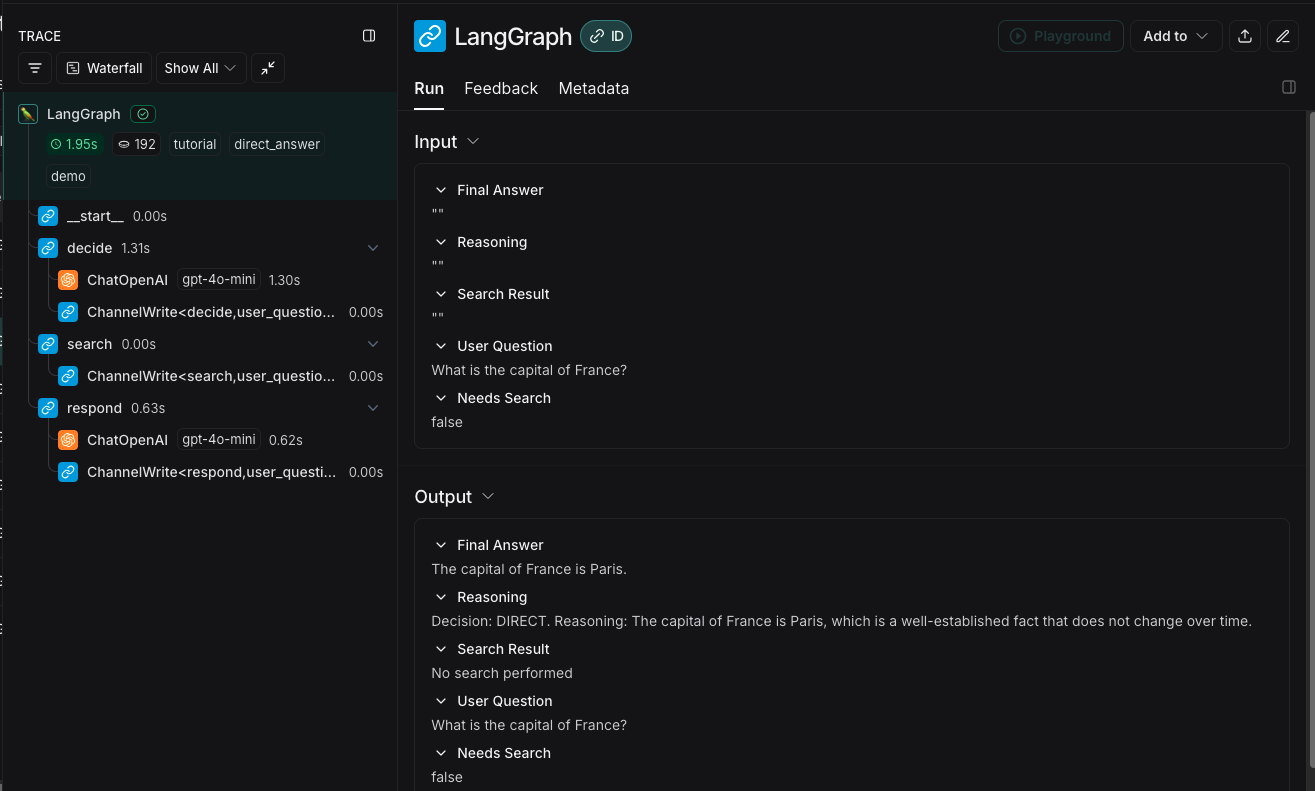 TRACE
Waterfall
Show All
LangGraph
1.95s
192
tutorial
direct_answer
demo
__start__ 0.00s
decide 1.31s
ChatOpenAI gpt-4o-mini 1.30s
ChannelWrite<decide,user_questio... 0.00s
search 0.00s
ChannelWrite<search,user_questio... 0.00s
respond 0.63s
ChatOpenAI gpt-4o-mini 0.62s
ChannelWrite<respond,user_questi... 0.00s
LangGraph ID
Playground
Add to
Run Feedback Metadata
Input
Final Answer
""
Reasoning
""
Search Result
""
User Question
What is the capital of France?
Needs Search
false
Output
Final Answer
The capital of France is Paris.
Reasoning
Decision: DIRECT. Reasoning: The capital of France is Paris, which is a well-established fact that does not change over time.
Search Result
No search performed
User Question
What is the capital of France?
Needs Search
false